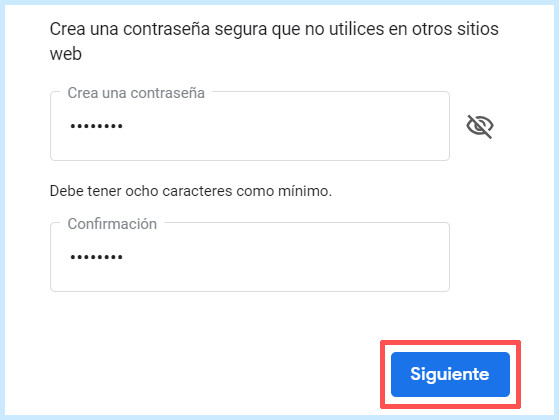 Crea una contraseña segura que no utilices en otros sitios
web
Crea una contraseña
••••••••
Debe tener ocho caracteres como mínimo.
Confirmación
••••••••
Siguiente